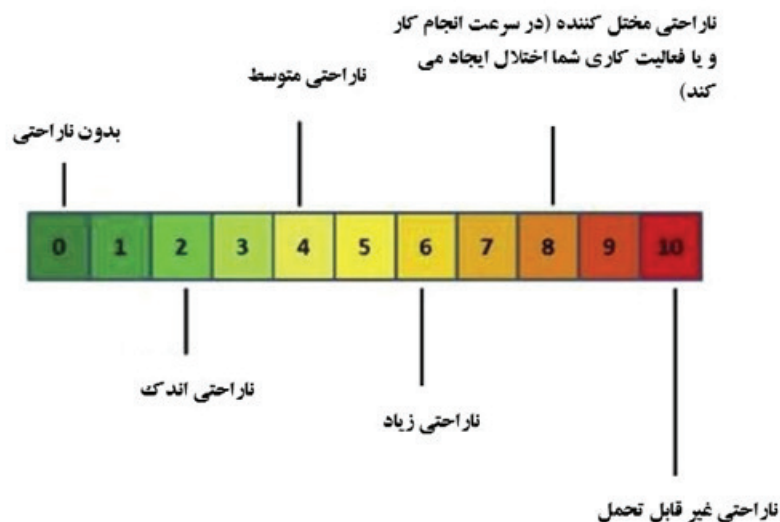 ناراحتی مختل کننده (در سرعت انجام کار
و یا فعالیت کاری شما اختلال ایجاد می
کند)
ناراحتی متوسط
بدون ناراحتی
0 1 2 3 4 5 6 7 8 9 10
ناراحتی اندک
ناراحتی زیاد
ناراحتی غیر قابل تحمل